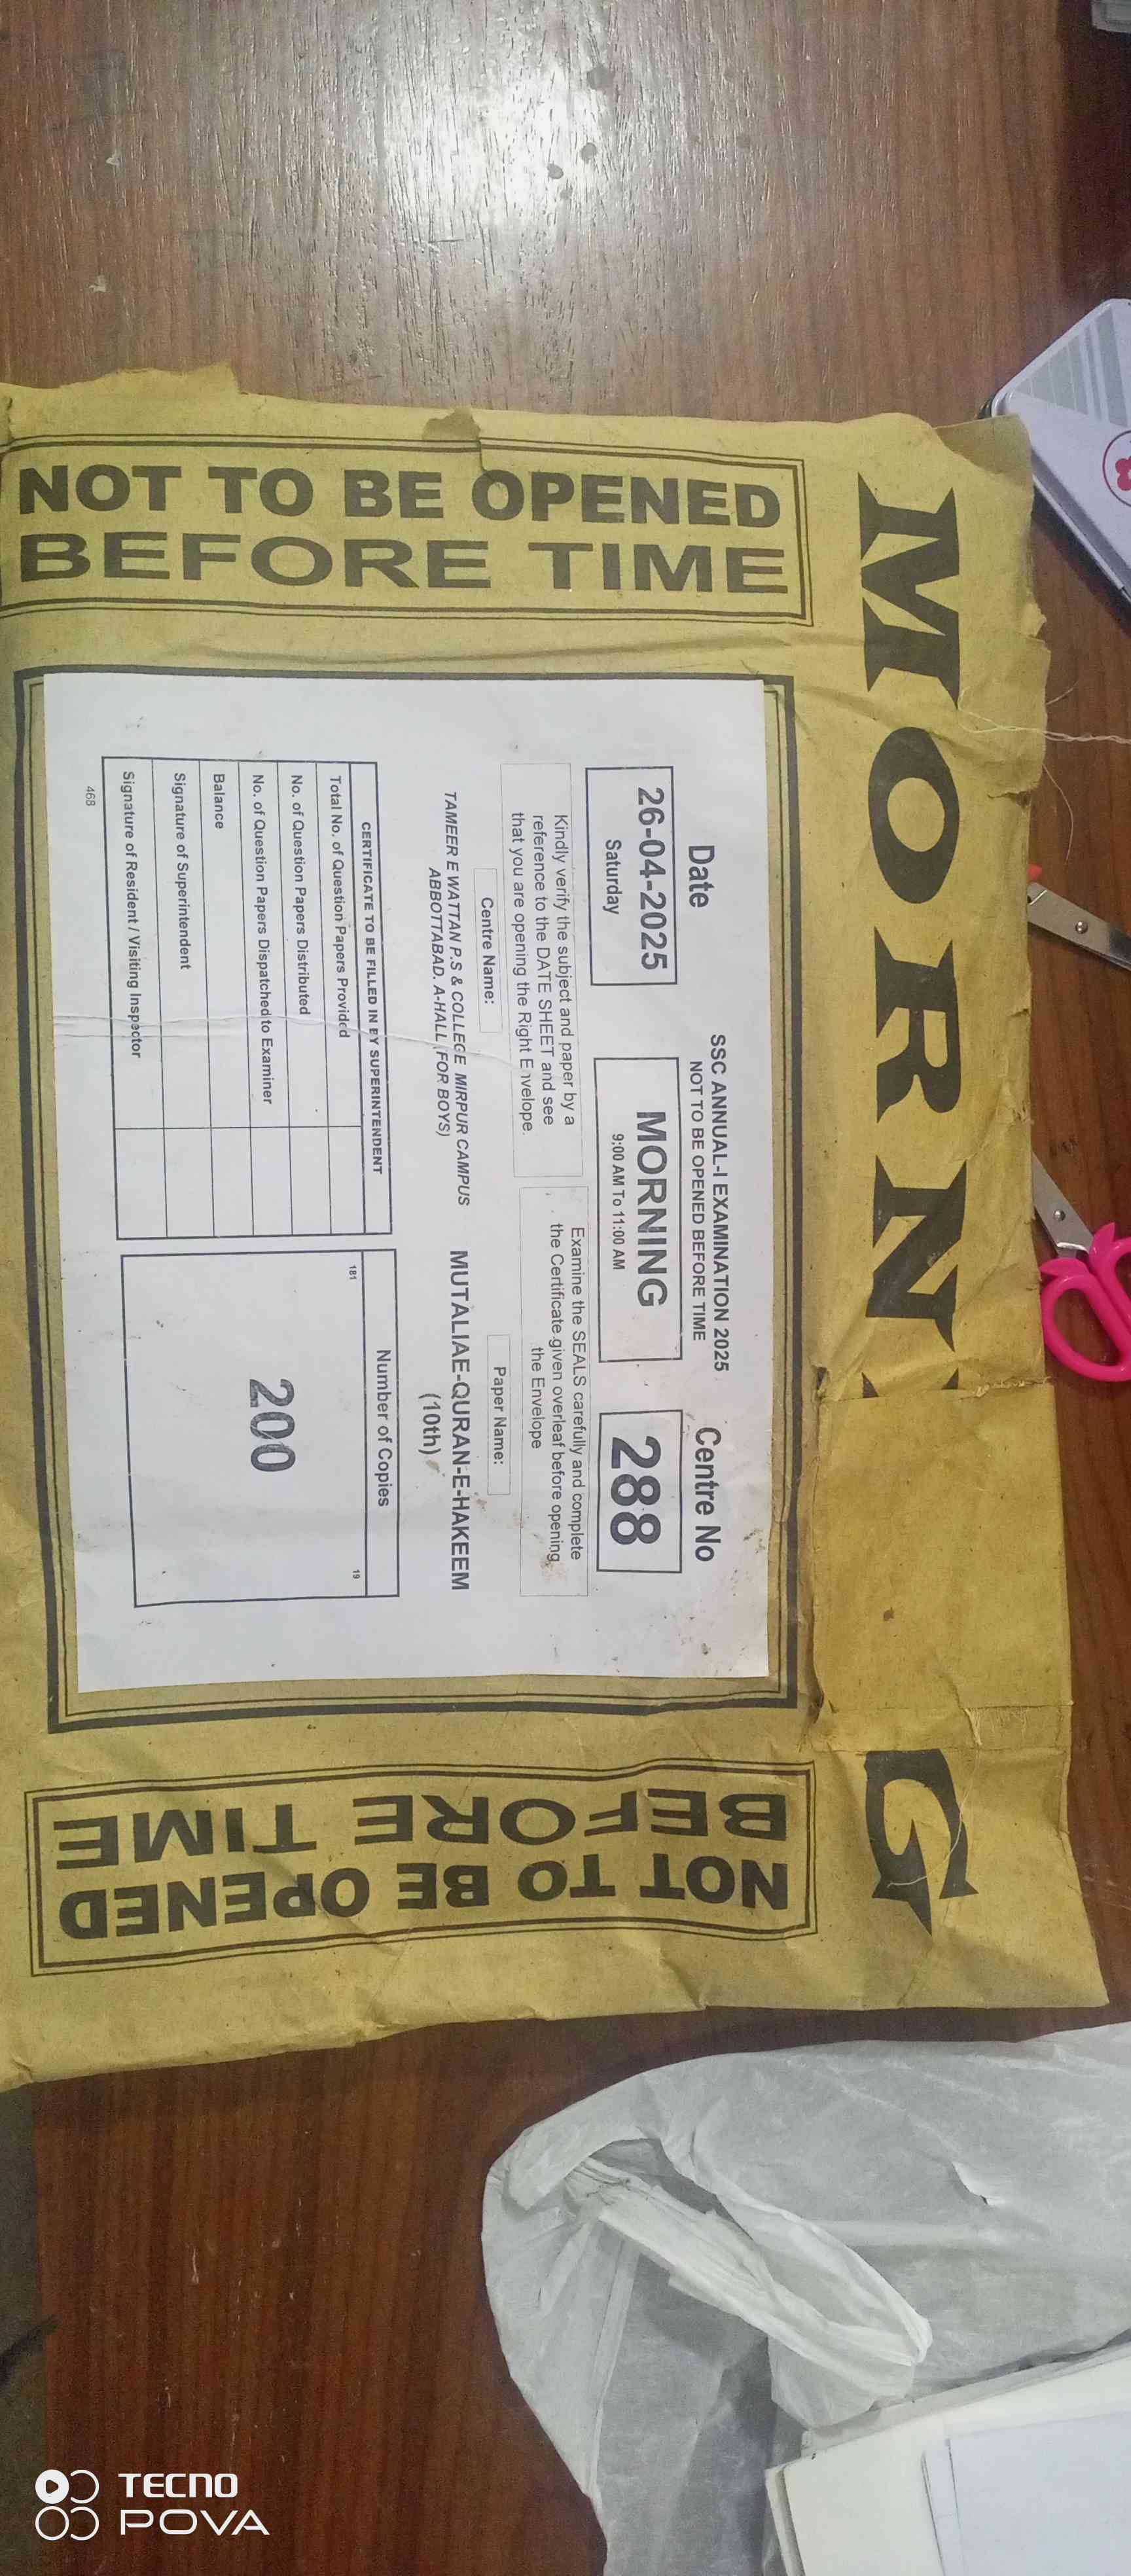 MORN
G
NOT TO BE OPENED
BEFORE TIME
SSC ANNUAL-I EXAMINATION 2025
NOT TO BE OPENED BEFORE TIME
Date
Centre No
26-04-2025
Saturday
MORNING
9:00 AM To 11:00 AM
288
Kindly verify the subject and paper by a
reference to the DATE SHEET and see
that you are opening the Right Envelope.
Examine the SEALS carefully and complete
the Certificate given overleaf before opening
the Envelope
Centre Name:
Paper Name:
TAMEER E WATTAN P.S & COLLEGE MIRPUR CAMPUS
ABBOTTABAD. A-HALL (FOR BOYS)
MUTALIAE-QURAN-E-HAKEEM
(10th)
CERTIFICATE TO BE FILLED IN BY SUPERINTENDENT
Total No. of Question Papers Provided
No. of Question Papers Distributed
No. of Question Papers Dispatched to Examiner
Balance
Signature of Superintendent
Signature of Resident / Visiting Inspector
Number of Copies
181
19
200
468
NOT TO BE OPENED
BEFORE TIME
TECNO
POVA